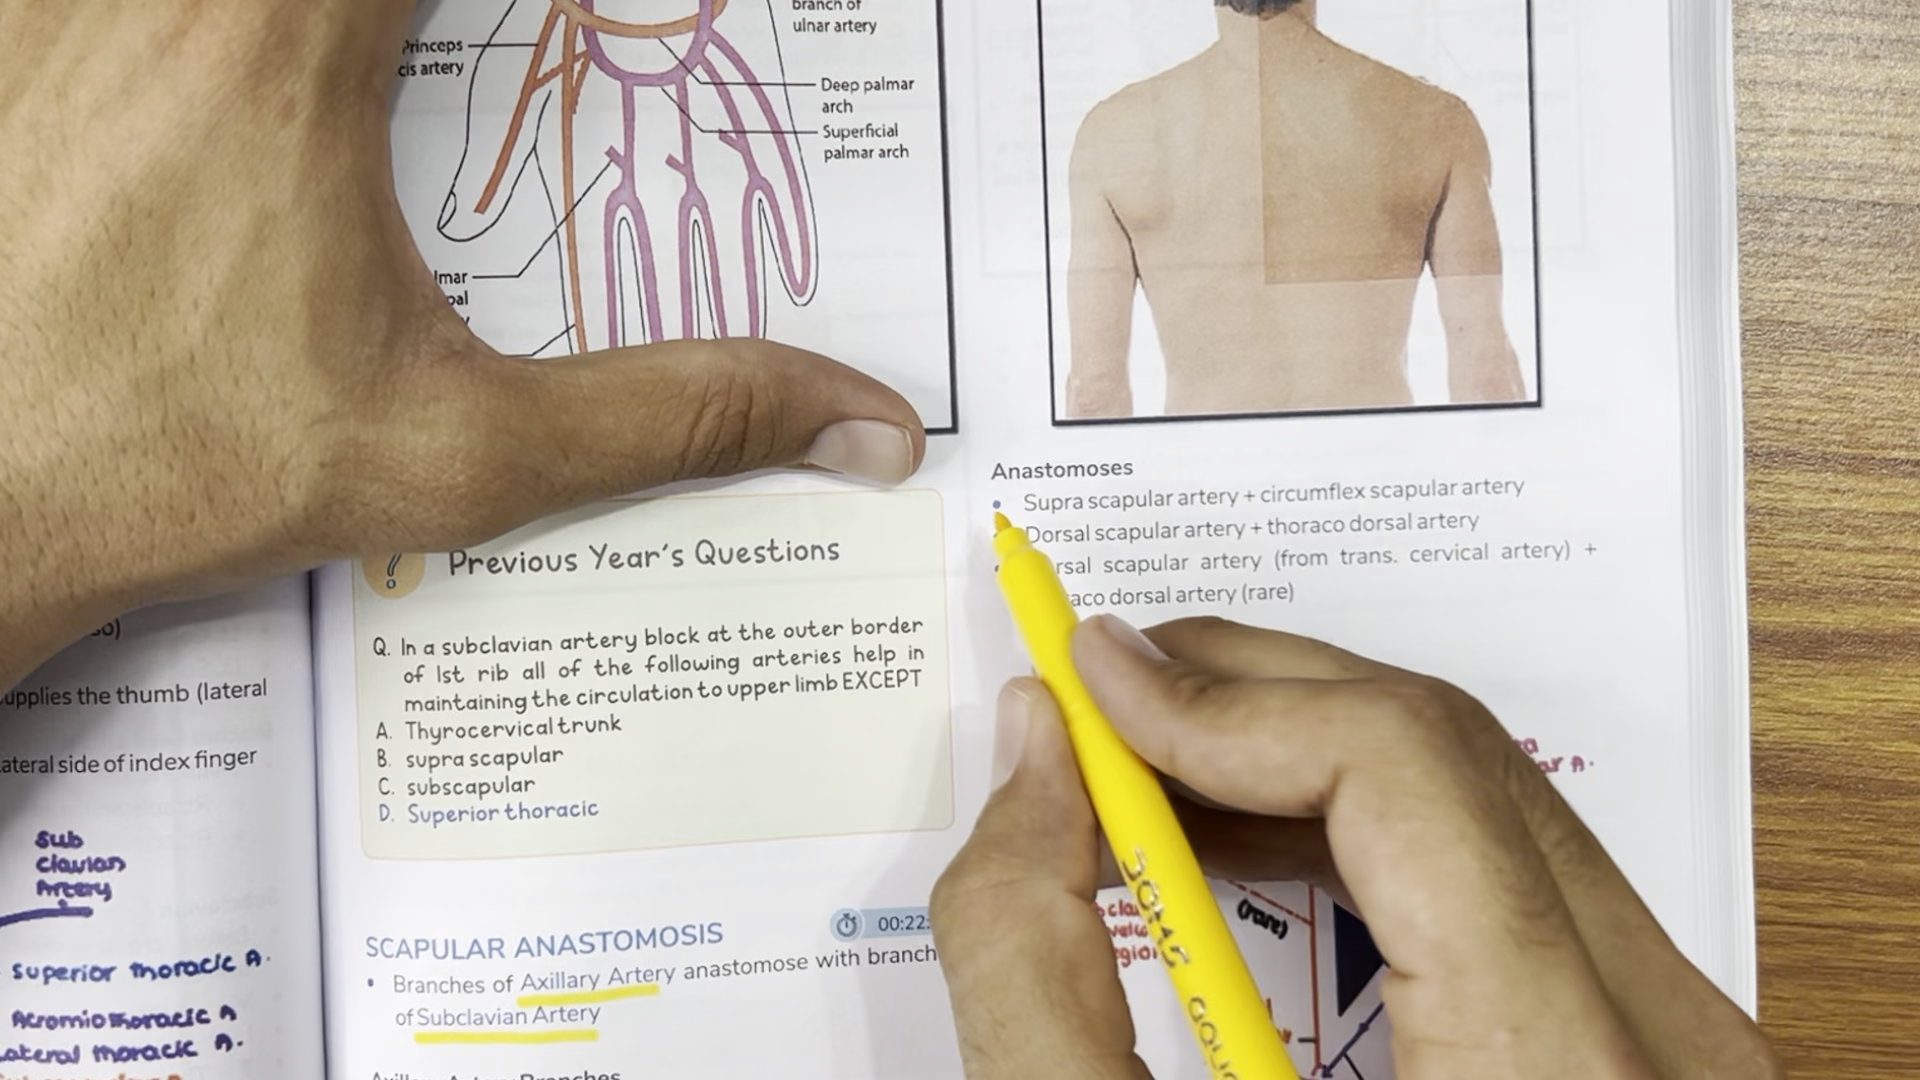 Princeps
cis artery
branch of
ulnar artery
Deep palmar
arch
Superficial
palmar arch
lmar
Previous Year's Questions
Q. In a subclavian artery block at the outer border
of Ist rib all of the following arteries help in
maintaining the circulation to upper limb EXCEPT
A. Thyrocervical trunk
B. supra scapular
C. subscapular
D. Superior thoracic
SCAPULAR ANASTOMOSIS
00:22:
• Branches of Axillary Artery anastomose with branch
of Subclavian Artery
Anastomoses
• Supra scapular artery + circumflex scapular artery
Dorsal scapular artery + thoraco dorsal artery
rsal scapular artery (from trans. cervical artery) +
aco dorsal artery (rare)
upplies the thumb (lateral
ateral side of index finger
Sub
Clavian
Artery
Superior thoracic A.
Acromiothoracic A
Lateral thoracic A.
ar A.
(rare)